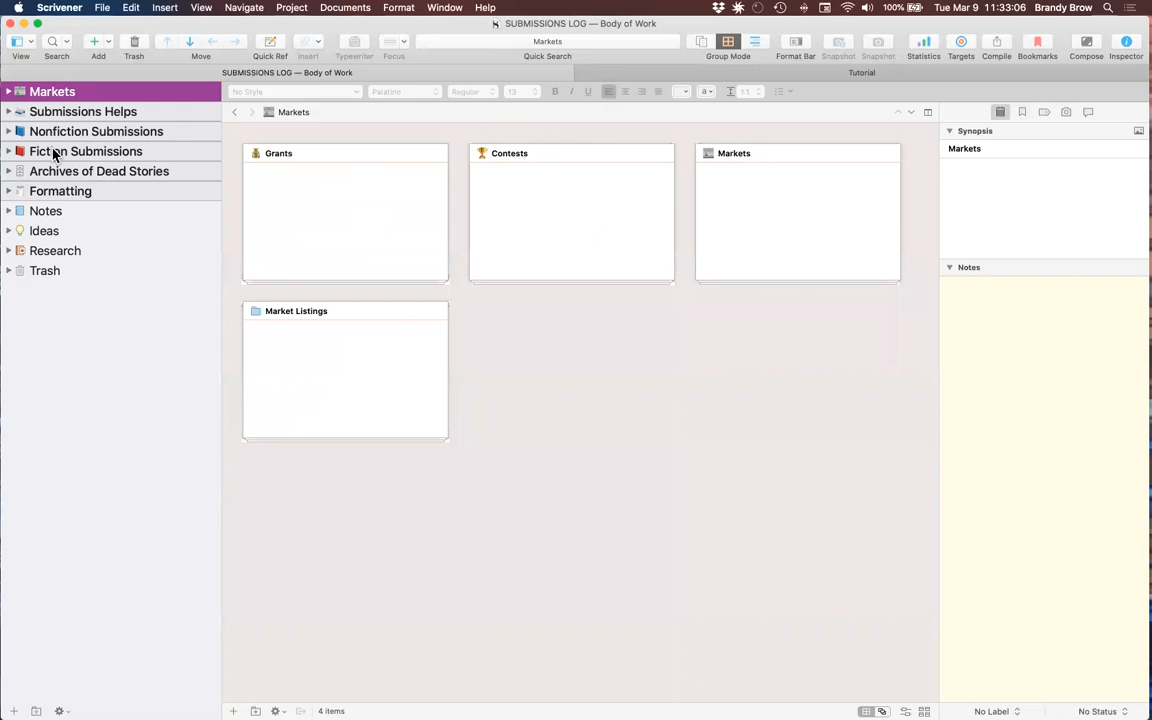 Scrivener File Edit Insert View Navigate Project Documents Format Window Help 100% Tue Mar 9 11:33:06 Brandy Brow
SUBMISSIONS LOG — Body of Work
Markets
View Search Add Trash Move Quick Ref Insert Typewriter Focus Quick Search Group Mode Format Bar Snapshot Snapshot Statistics Targets Compile Bookmarks Compose Inspector
SUBMISSIONS LOG — Body of Work Tutorial
Markets
No Style Palatino Regular 13 B I U a 1:1
Submissions Helps
Markets
Nonfiction Submissions
Synopsis
Fiction Submissions
Markets
Grants
Contests
Markets
Archives of Dead Stories
Formatting
Notes
Ideas
Research
Notes
Trash
Market Listings
4 items
No Label No Status